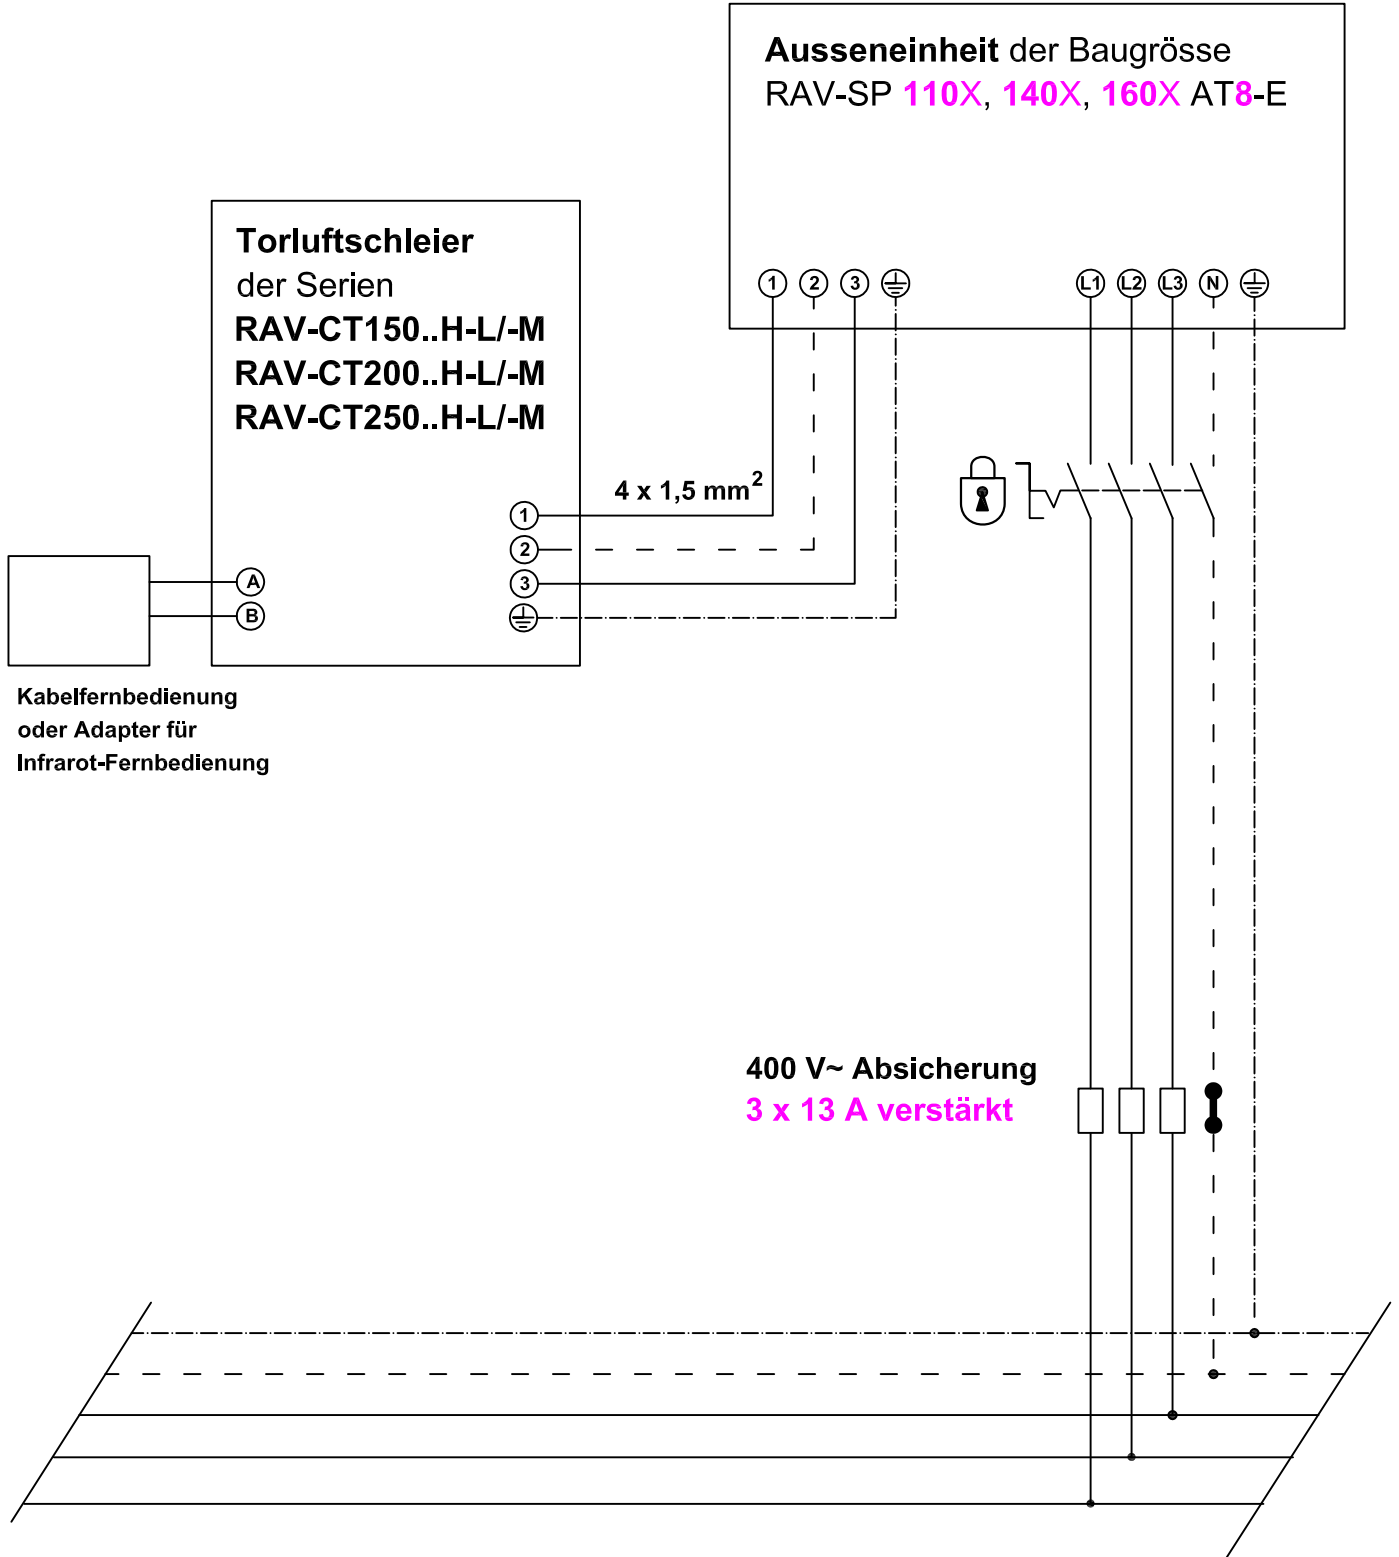 Ausseneinheit der Baugrösse
RAV-SP 110X, 140X, 160X AT8-E
1 2 3 L1 L2 L3 N
Torluftschleier
der Serien
RAV-CT150..H-L/-M
RAV-CT200..H-L/-M
RAV-CT250..H-L/-M
4 x 1,5 mm²
1
2
3
A
B
Kabelfernbedienung
oder Adapter für
Infrarot-Fernbedienung
400 V~ Absicherung
3 x 13 A verstärkt